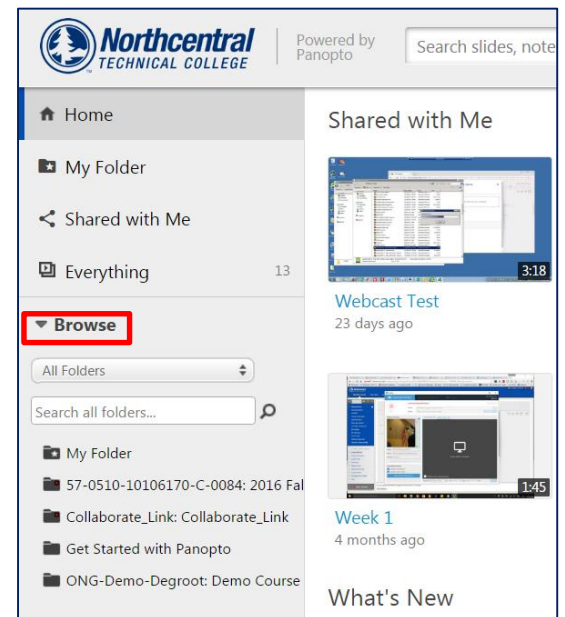 Northcentral
TECHNICAL COLLEGE
Powered by
Panopto
Search slides, note
Home
My Folder
Shared with Me
Everything 13
Browse
All Folders
Search all folders...
My Folder
57-0510-10106170-C-0084: 2016 Fal
Collaborate_Link: Collaborate_Link
Get Started with Panopto
ONG-Demo-Degroot: Demo Course
Shared with Me
3:18
Webcast Test
23 days ago
1:45
Week 1
4 months ago
What's New